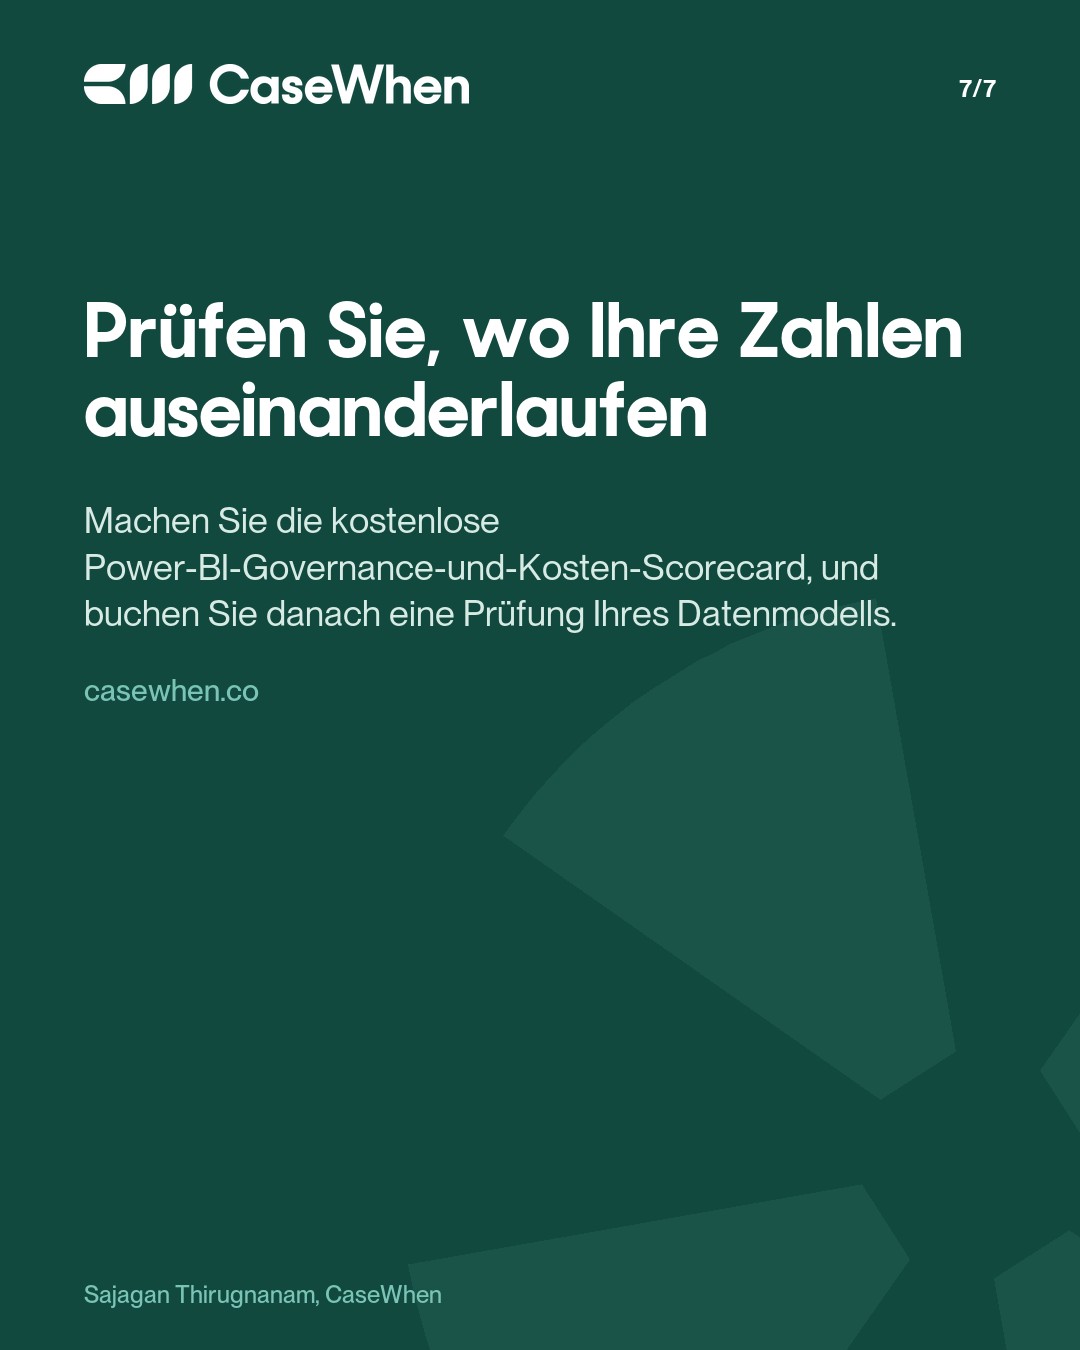 CaseWhen
7/7
Prüfen Sie, wo Ihre Zahlen
auseinanderlaufen
Machen Sie die kostenlose
Power-BI-Governance-und-Kosten-Scorecard, und
buchen Sie danach eine Prüfung Ihres Datenmodells.
casewhen.co
Sajagan Thirugnanam, CaseWhen